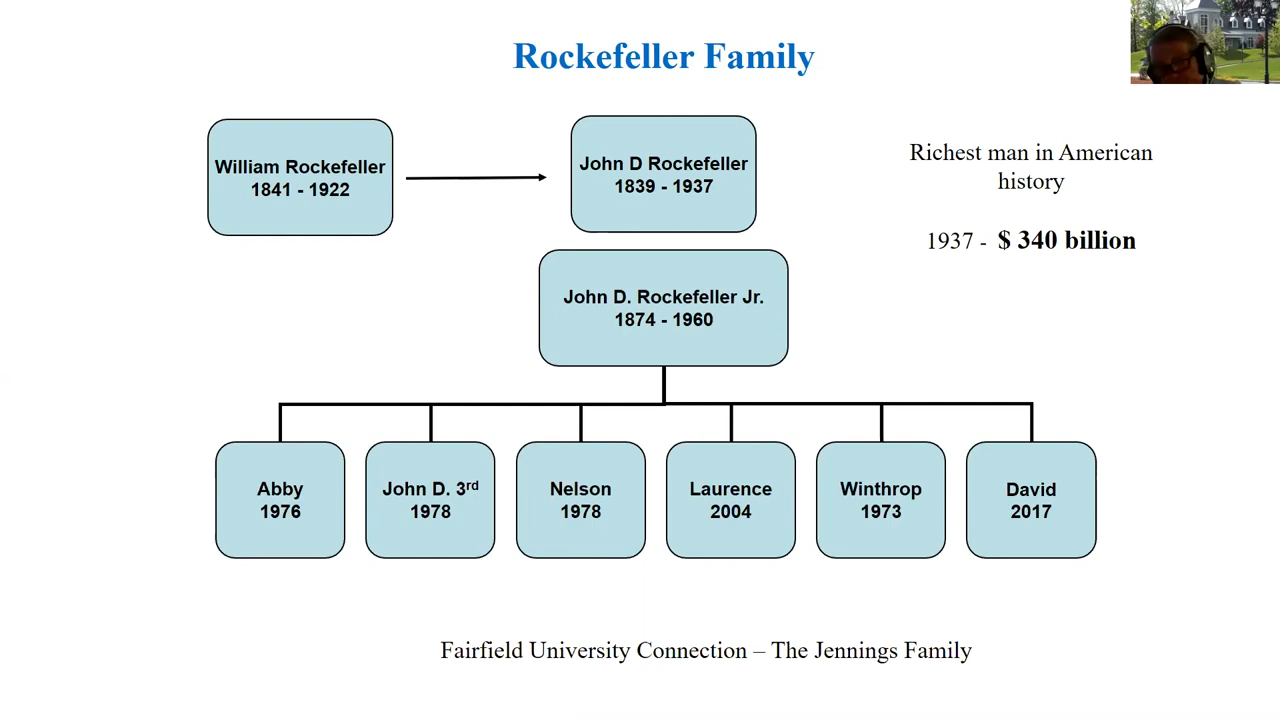 Rockefeller Family
William Rockefeller
1841 - 1922
John D Rockefeller
1839 - 1937
Richest man in American
history
1937 - $ 340 billion
John D. Rockefeller Jr.
1874 - 1960
Abby
1976
John D. 3rd
1978
Nelson
1978
Laurence
2004
Winthrop
1973
David
2017
Fairfield University Connection – The Jennings Family